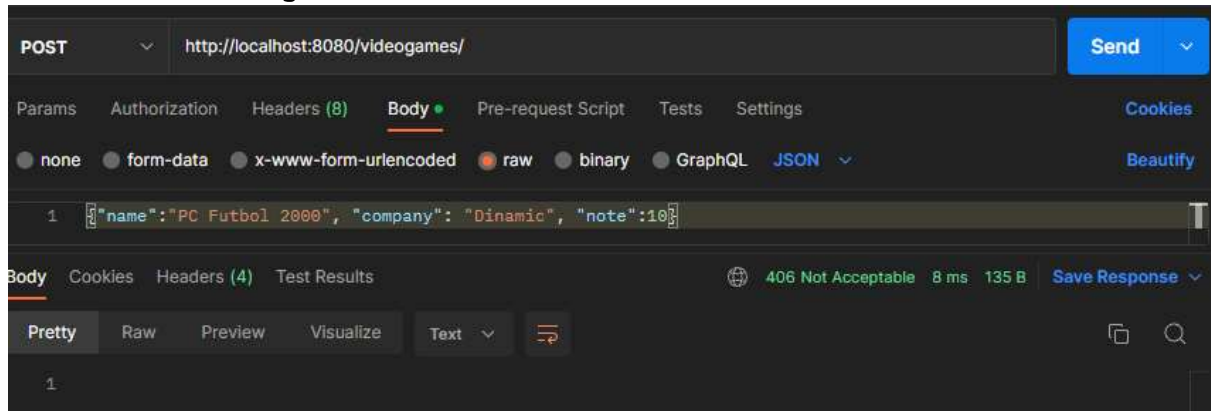 POST http://localhost:8080/videogames/ Send
Params Authorization Headers (8) Body Pre-request Script Tests Settings Cookies
none form-data x-www-form-urlencoded raw binary GraphQL JSON Beautify
1 {"name":"PC Futbol 2000", "company": "Dinamic", "note":10}
Body Cookies Headers (4) Test Results 406 Not Acceptable 8 ms 135 B Save Response
Pretty Raw Preview Visualize Text
1